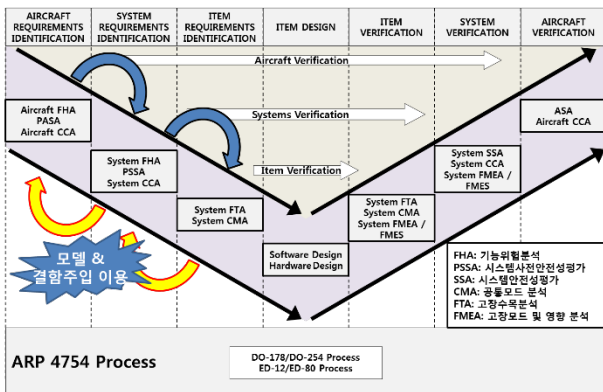 AIRCRAFT
REQUIREMENTS
IDENTIFICATION
SYSTEM
REQUIREMENTS
IDENTIFICATION
ITEM
REQUIREMENTS
IDENTIFICATION
ITEM DESIGN
ITEM
VERIFICATION
SYSTEM
VERIFICATION
AIRCRAFT
VERIFICATION
Aircraft Verification
Systems Verification
Item Verification
Aircraft FHA
PASA
Aircraft CCA
System FHA
PSSA
System CCA
System FTA
System CMA
Software Design
Hardware Design
System FTA
System CMA
System FMEA /
FMES
System SSA
System CCA
System FMEA /
FMES
ASA
Aircraft CCA
모델 &
결함주입 이용
FHA: 기능위험분석
PSSA: 시스템사전안전성평가
SSA: 시스템안전성평가
CMA: 공통모드 분석
FTA: 고장수목분석
FMEA: 고장모드 및 영향 분석
ARP 4754 Process
DO-178/DO-254 Process
ED-12/ED-80 Process